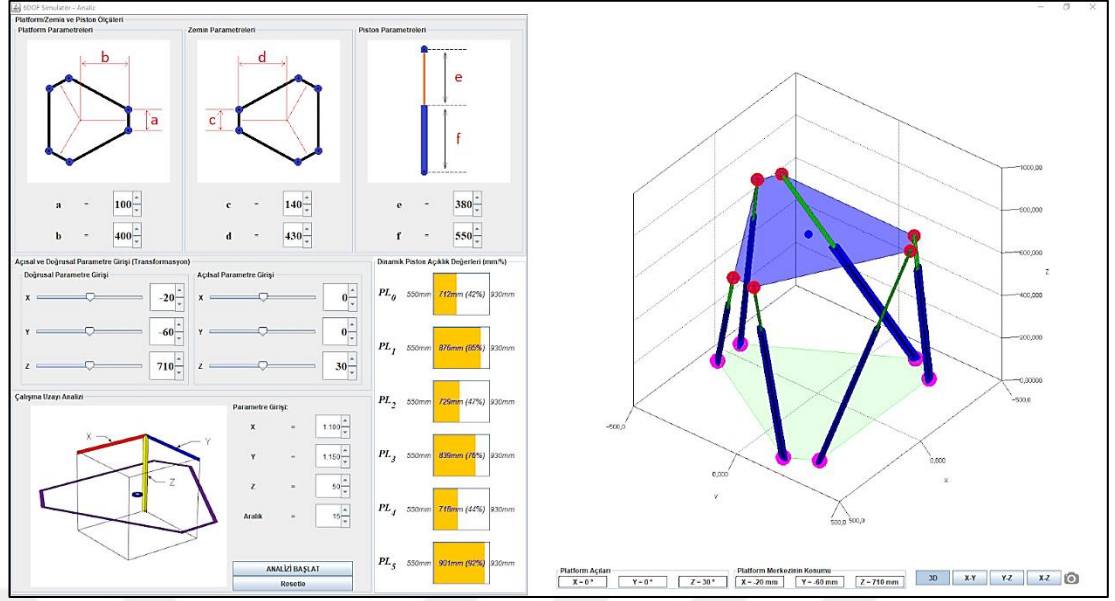 6DOF Simulator - Analiz
Platform/Zemin ve Piston Ölçüleri
Platform Parametreleri
b
a
a = 100
b = 400
Zemin Parametreleri
d
c
c = 140
d = 430
Piston Parametreleri
e
f
e = 380
f = 550
Açısal ve Doğrusal Parametre Girişi (Transformasyon)
Doğrusal Parametre Girişi
X -20
Y -60
Z 710
Açıfsal Parametre Girişi
X 0
Y 0
Z 30
Dinamik Piston Açıklık Değerleri (mm/%)
PL0 550mm 712mm (42%) 930mm
PL1 550mm 876mm (85%) 930mm
PL2 550mm 729mm (47%) 930mm
PL3 550mm 839mm (76%) 930mm
PL4 550mm 718mm (44%) 930mm
PL5 550mm 901mm (92%) 930mm
Çalışma Uzayı Analizi
X
Y
Z
Parametre Girişi:
X = 1.100
Y = 1.150
Z = 50
Aralık = 15
ANALİZİ BAŞLAT
Resetle
1000,00
800,000
600,000
Z
400,000
200,000
0,00000
-500,0
-500,0
0,000
0,000
Y
X
500,0
500,0
Platform Açıları
X = 0 °
Y = 0 °
Z = 30 °
Platform Merkezinin Konumu
X = -20 mm
Y = -60 mm
Z = 710 mm
3D
X-Y
Y-Z
X-Z